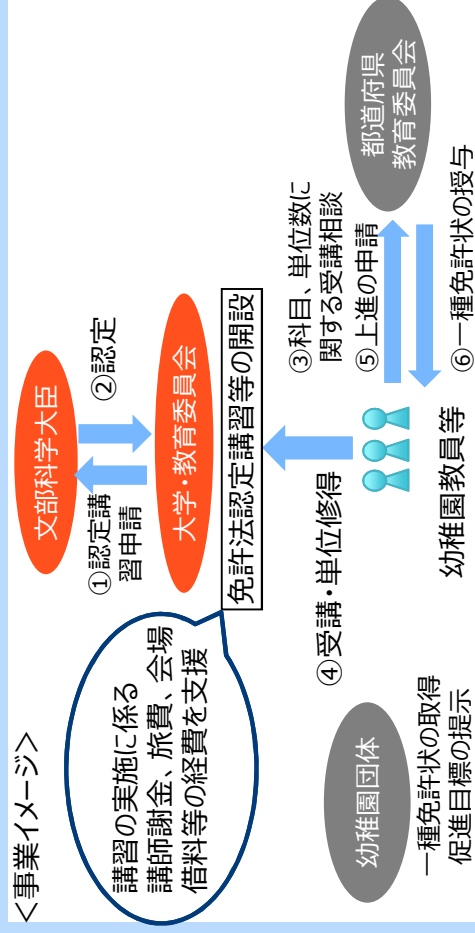 ＜事業イメージ＞
文部科学大臣
①認定講
習申請
②認定
大学・教育委員会
免許法認定講習等の開設
講習の実施に係る
講師謝金、旅費、会場
借料等の経費を支援
③科目、単位数に
関する受講相談
⑤上進の申請
都道府県
教育委員会
⑥一種免許状の授与
④受講・単位修得
幼稚園教員等
幼稚園団体
一種免許状の取得
促進目標の提示